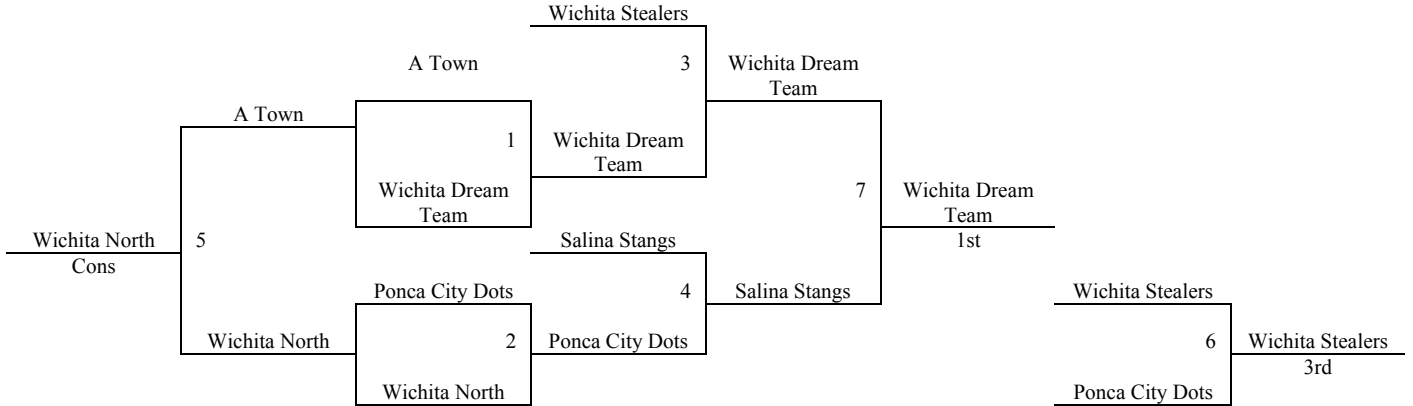 Wichita Stealers
A Town
3
Wichita Dream
Team
A Town
1
Wichita Dream
Team
Wichita Dream
Team
7
Wichita Dream
Team
1st
Wichita North
Cons
5
Salina Stangs
Ponca City Dots
4
Salina Stangs
Wichita Stealers
Wichita North
2
Ponca City Dots
6
Wichita Stealers
3rd
Wichita North
Ponca City Dots